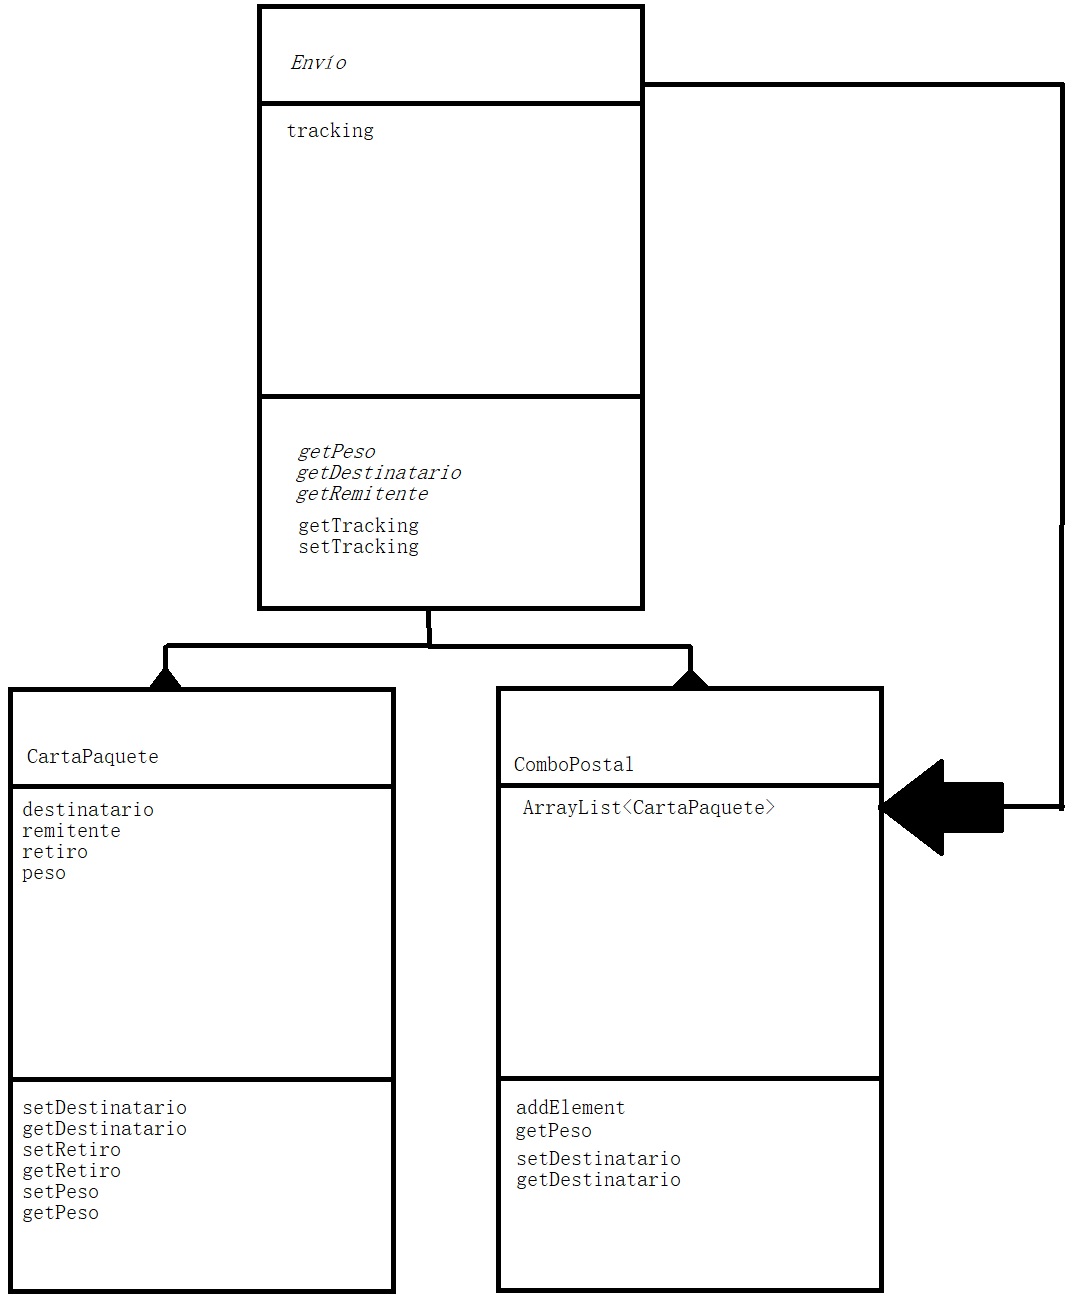 Envío
tracking
getPeso
getDestinatario
getRemitente
getTracking
setTracking
CartaPaquete
destinatario
remitente
retiro
peso
setDestinatario
getDestinatario
setRetiro
getRetiro
setPeso
getPeso
ComboPostal
ArrayList<CartaPaquete>
addElement
getPeso
setDestinatario
getDestinatario